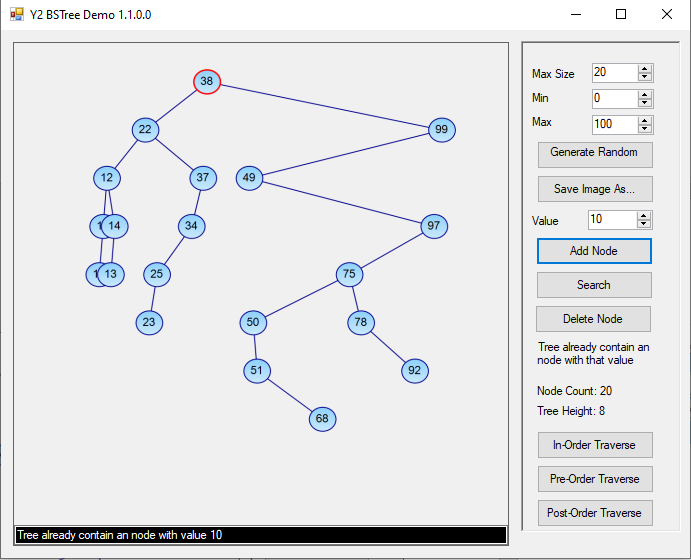 Y2 BSTree Demo 1.1.0.0
38
22
99
12
37
49
14
34
97
13
25
75
23
50
78
51
92
68
Max Size 20
Min 0
Max 100
Generate Random
Save Image As...
Value 10
Add Node
Search
Delete Node
Tree already contain an
node with that value
Node Count: 20
Tree Height: 8
In-Order Traverse
Pre-Order Traverse
Post-Order Traverse
Tree already contain an node with value 10